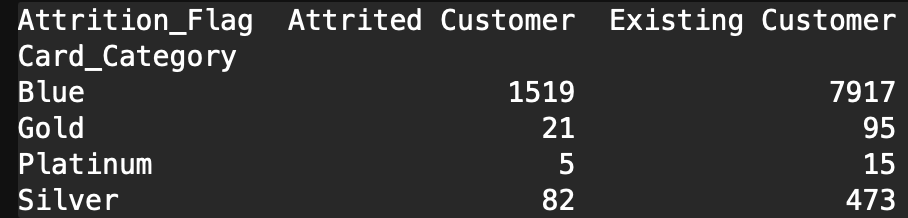 Attrition_Flag Attrited Customer Existing Customer
Card_Category
Blue 1519 7917
Gold 21 95
Platinum 5 15
Silver 82 473